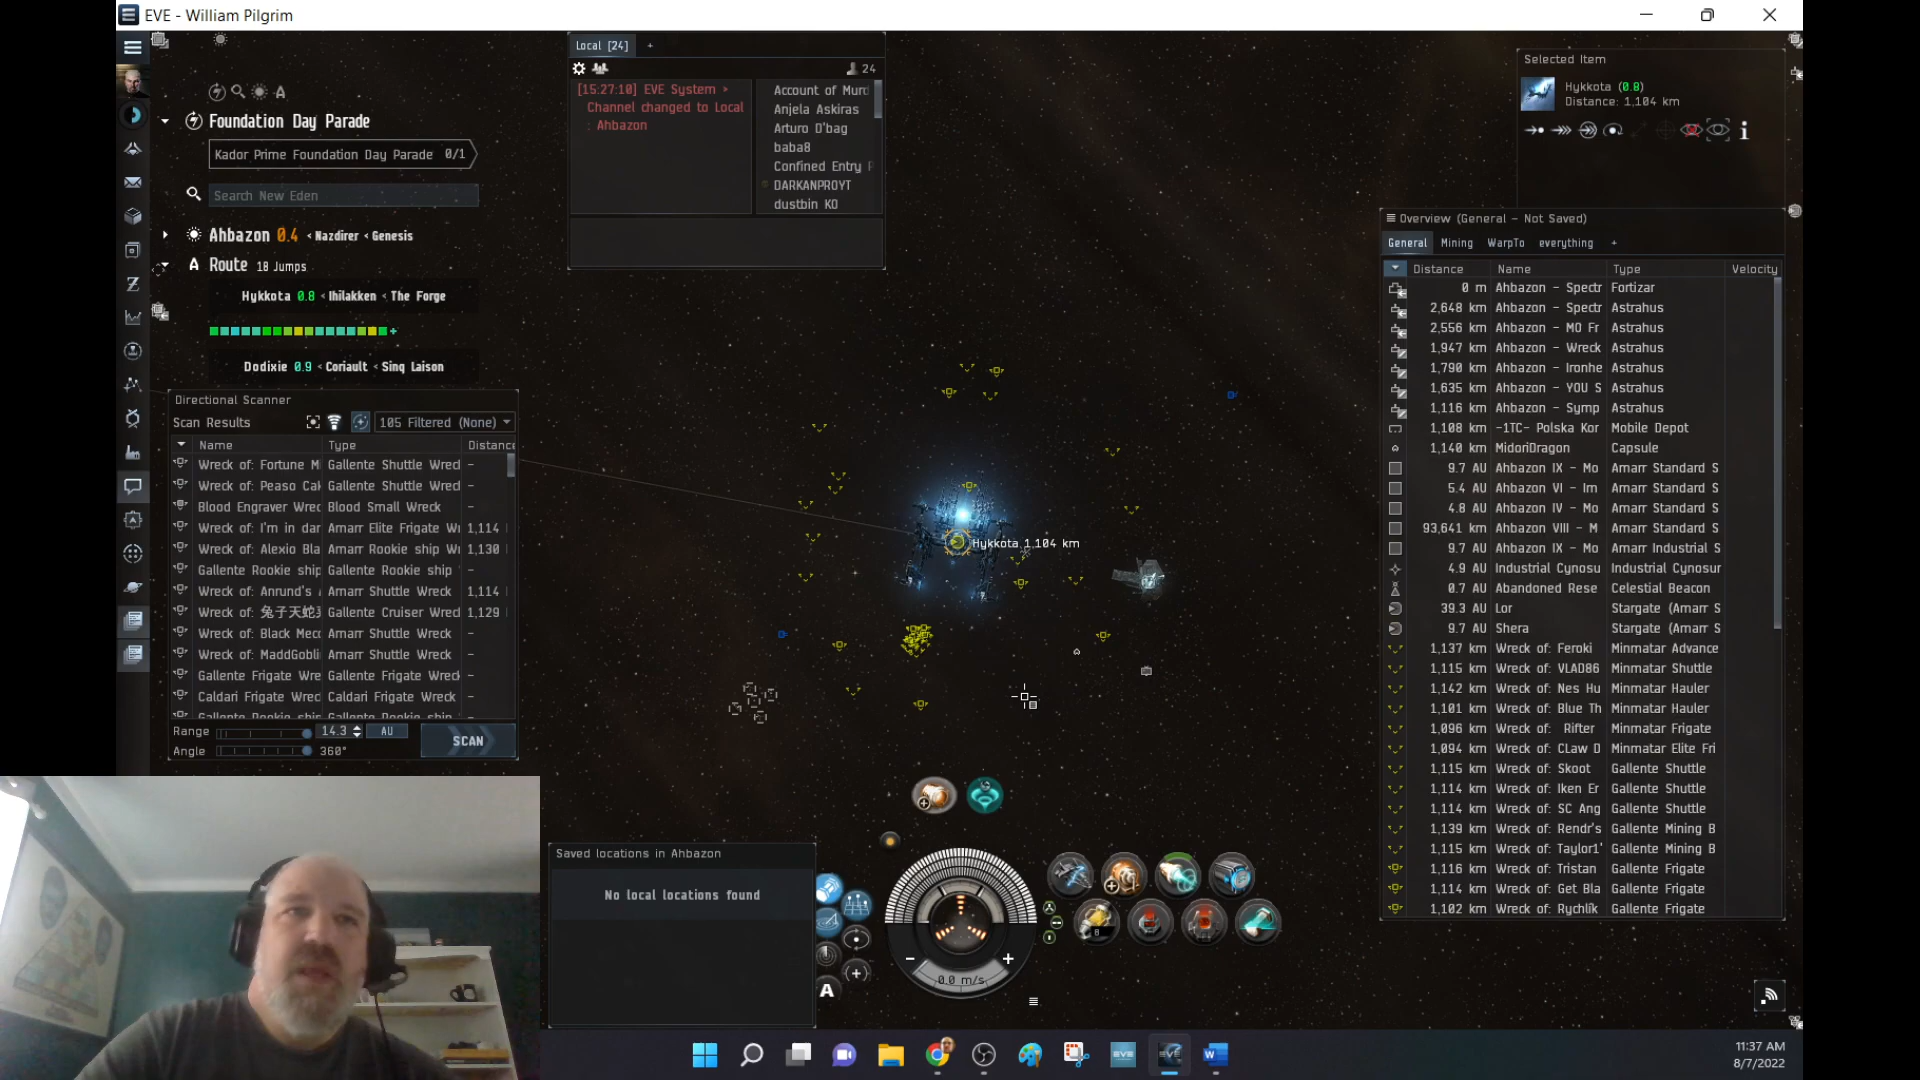 EVE - William Pilgrim
Foundation Day Parade
Kador Prime Foundation Day Parade 0/1
Search New Eden
Ahbazon 0.4 < Nazdirer < Genesis
Route 18 Jumps
Hykkota 0.8 < Ihilakken < The Forge
Dodixie 0.9 < Coriault < Sinq Laison
Directional Scanner
Scan Results 105 Filtered (None)
Name Type Distance
Wreck of: Fortune M Gallente Shuttle Wrec -
Wreck of: Peaso Cal Gallente Shuttle Wrec -
Blood Engraver Wrec Blood Small Wreck -
Wreck of: I'm in dar Amarr Elite Frigate Wr 1,114
Wreck of: Alexio Bla Amarr Rookie ship Wr 1,130
Gallente Rookie ship Gallente Rookie ship -
Wreck of: Anrund's Amarr Shuttle Wreck 1,114
Wreck of: 兔子天蛇 Gallente Cruiser Wrec 1,129
Wreck of: Black Mecc Amarr Shuttle Wreck -
Wreck of: MaddGobli Amarr Shuttle Wreck -
Gallente Frigate Wre Gallente Frigate Wrec -
Caldari Frigate Wrec Caldari Frigate Wreck -
Gallente Rookie ship Gallente Rookie ship -
Range 14.3 AU
Angle 360°
SCAN
Local [24] +
24
[15:27:10] EVE System >
Channel changed to Local
: Ahbazon
Account of Murd
Anjela Askiras
Arturo D'bag
baba8
Confined Entry
DARKANPROYT
dustbin KO
Hykkota 1,104 km
Saved locations in Ahbazon
No local locations found
A
8
0.0 m/s
Selected Item
Hykkota (0.8)
Distance: 1,104 km
Overview (General - Not Saved)
General Mining WarpTo everything +
Distance Name Type Velocity
0 m Ahbazon - Spectr Fortizar
2,648 km Ahbazon - Spectr Astrahus
2,556 km Ahbazon - MO Fr Astrahus
1,947 km Ahbazon - Wreck Astrahus
1,790 km Ahbazon - Ironhe Astrahus
1,635 km Ahbazon - YOU S Astrahus
1,116 km Ahbazon - Symp Astrahus
1,108 km -1TC- Polska Kor Mobile Depot
1,140 km MidoriDragon Capsule
9.7 AU Ahbazon IX - Mo Amarr Standard S
5.4 AU Ahbazon VI - Im Amarr Standard S
4.8 AU Ahbazon IV - Mo Amarr Standard S
93,641 km Ahbazon VIII - M Amarr Standard S
9.7 AU Ahbazon IX - Mo Amarr Industrial S
4.9 AU Industrial Cynosu Industrial Cynosur
0.7 AU Abandoned Rese Celestial Beacon
39.3 AU Lor Stargate (Amarr S
9.7 AU Shera Stargate (Amarr S
1,137 km Wreck of: Feroki Minmatar Advance
1,115 km Wreck of: VLAD86 Minmatar Shuttle
1,142 km Wreck of: Nes Hu Minmatar Hauler
1,101 km Wreck of: Blue Th Minmatar Hauler
1,096 km Wreck of: Rifter Minmatar Frigate
1,094 km Wreck of: CLaw D Minmatar Elite Fri
1,115 km Wreck of: Skoot Gallente Shuttle
1,114 km Wreck of: Iken Er Gallente Shuttle
1,114 km Wreck of: SC Ang Gallente Shuttle
1,139 km Wreck of: Rendr's Gallente Mining B
1,115 km Wreck of: Taylor1' Gallente Mining B
1,116 km Wreck of: Tristan Gallente Frigate
1,114 km Wreck of: Get Bla Gallente Frigate
1,102 km Wreck of: Rychlík Gallente Frigate
11:37 AM
8/7/2022